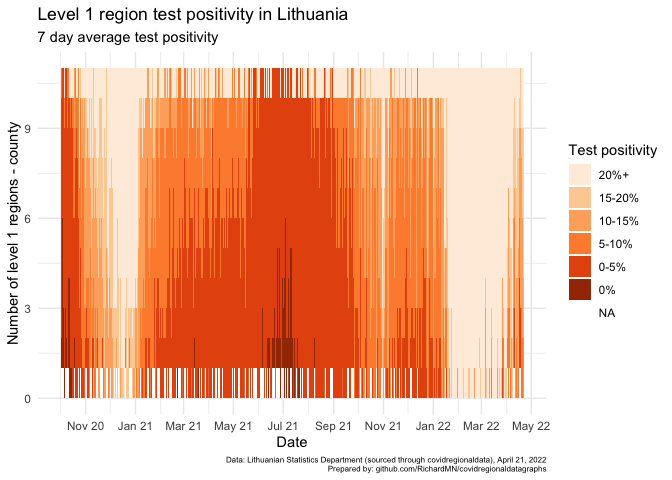 Level 1 region test positivity in Lithuania
7 day average test positivity
Number of level 1 regions - county
9
6
3
0
Nov 20 Jan 21 Mar 21 May 21 Jul 21 Sep 21 Nov 21 Jan 22 Mar 22 May 22
Date
Test positivity
20%+
15-20%
10-15%
5-10%
0-5%
0%
NA
Data: Lithuanian Statistics Department (sourced through covidregionaldata), April 21, 2022
Prepared by: github.com/RichardMN/covidregionaldatagraphs